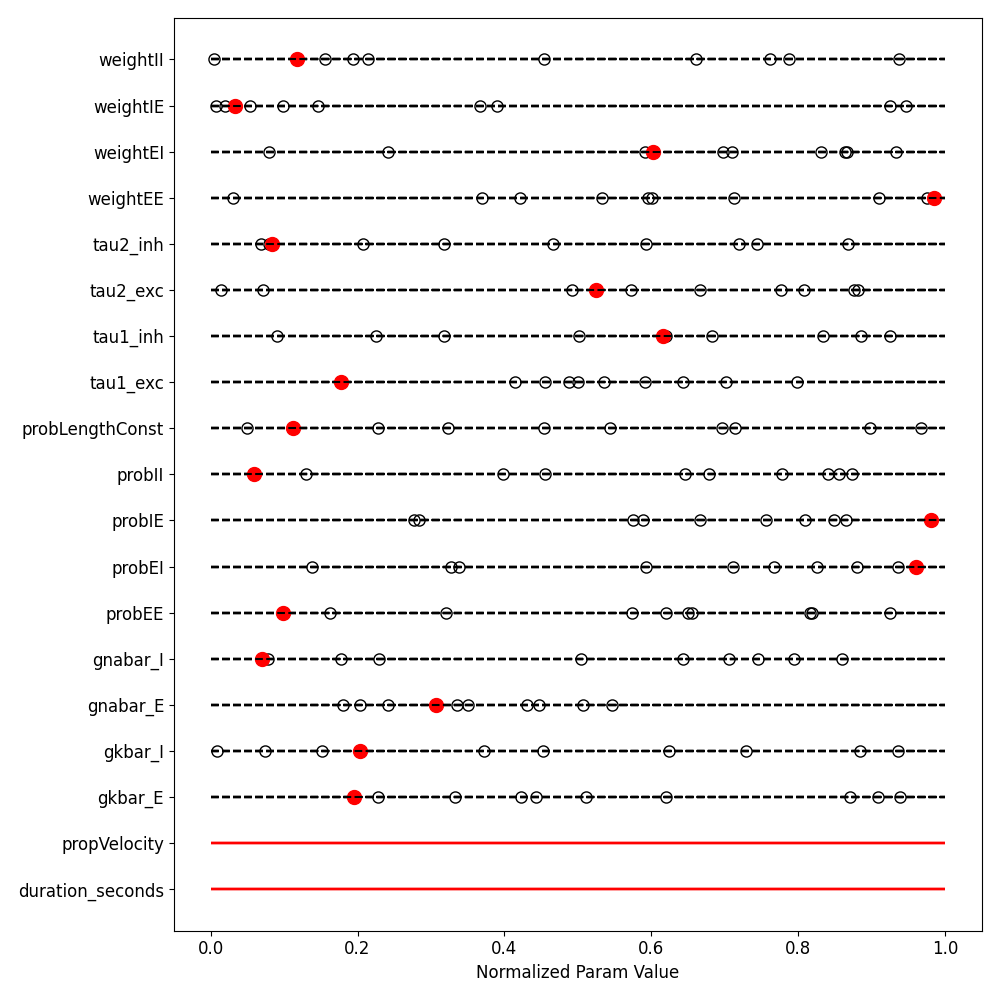 weightII
weightIE
weightEI
weightEE
tau2_inh
tau2_exc
tau1_inh
tau1_exc
probLengthConst
probII
probIE
probEI
probEE
gnabar_I
gnabar_E
gkbar_I
gkbar_E
propVelocity
duration_seconds
0.0 0.2 0.4 0.6 0.8 1.0
Normalized Param Value